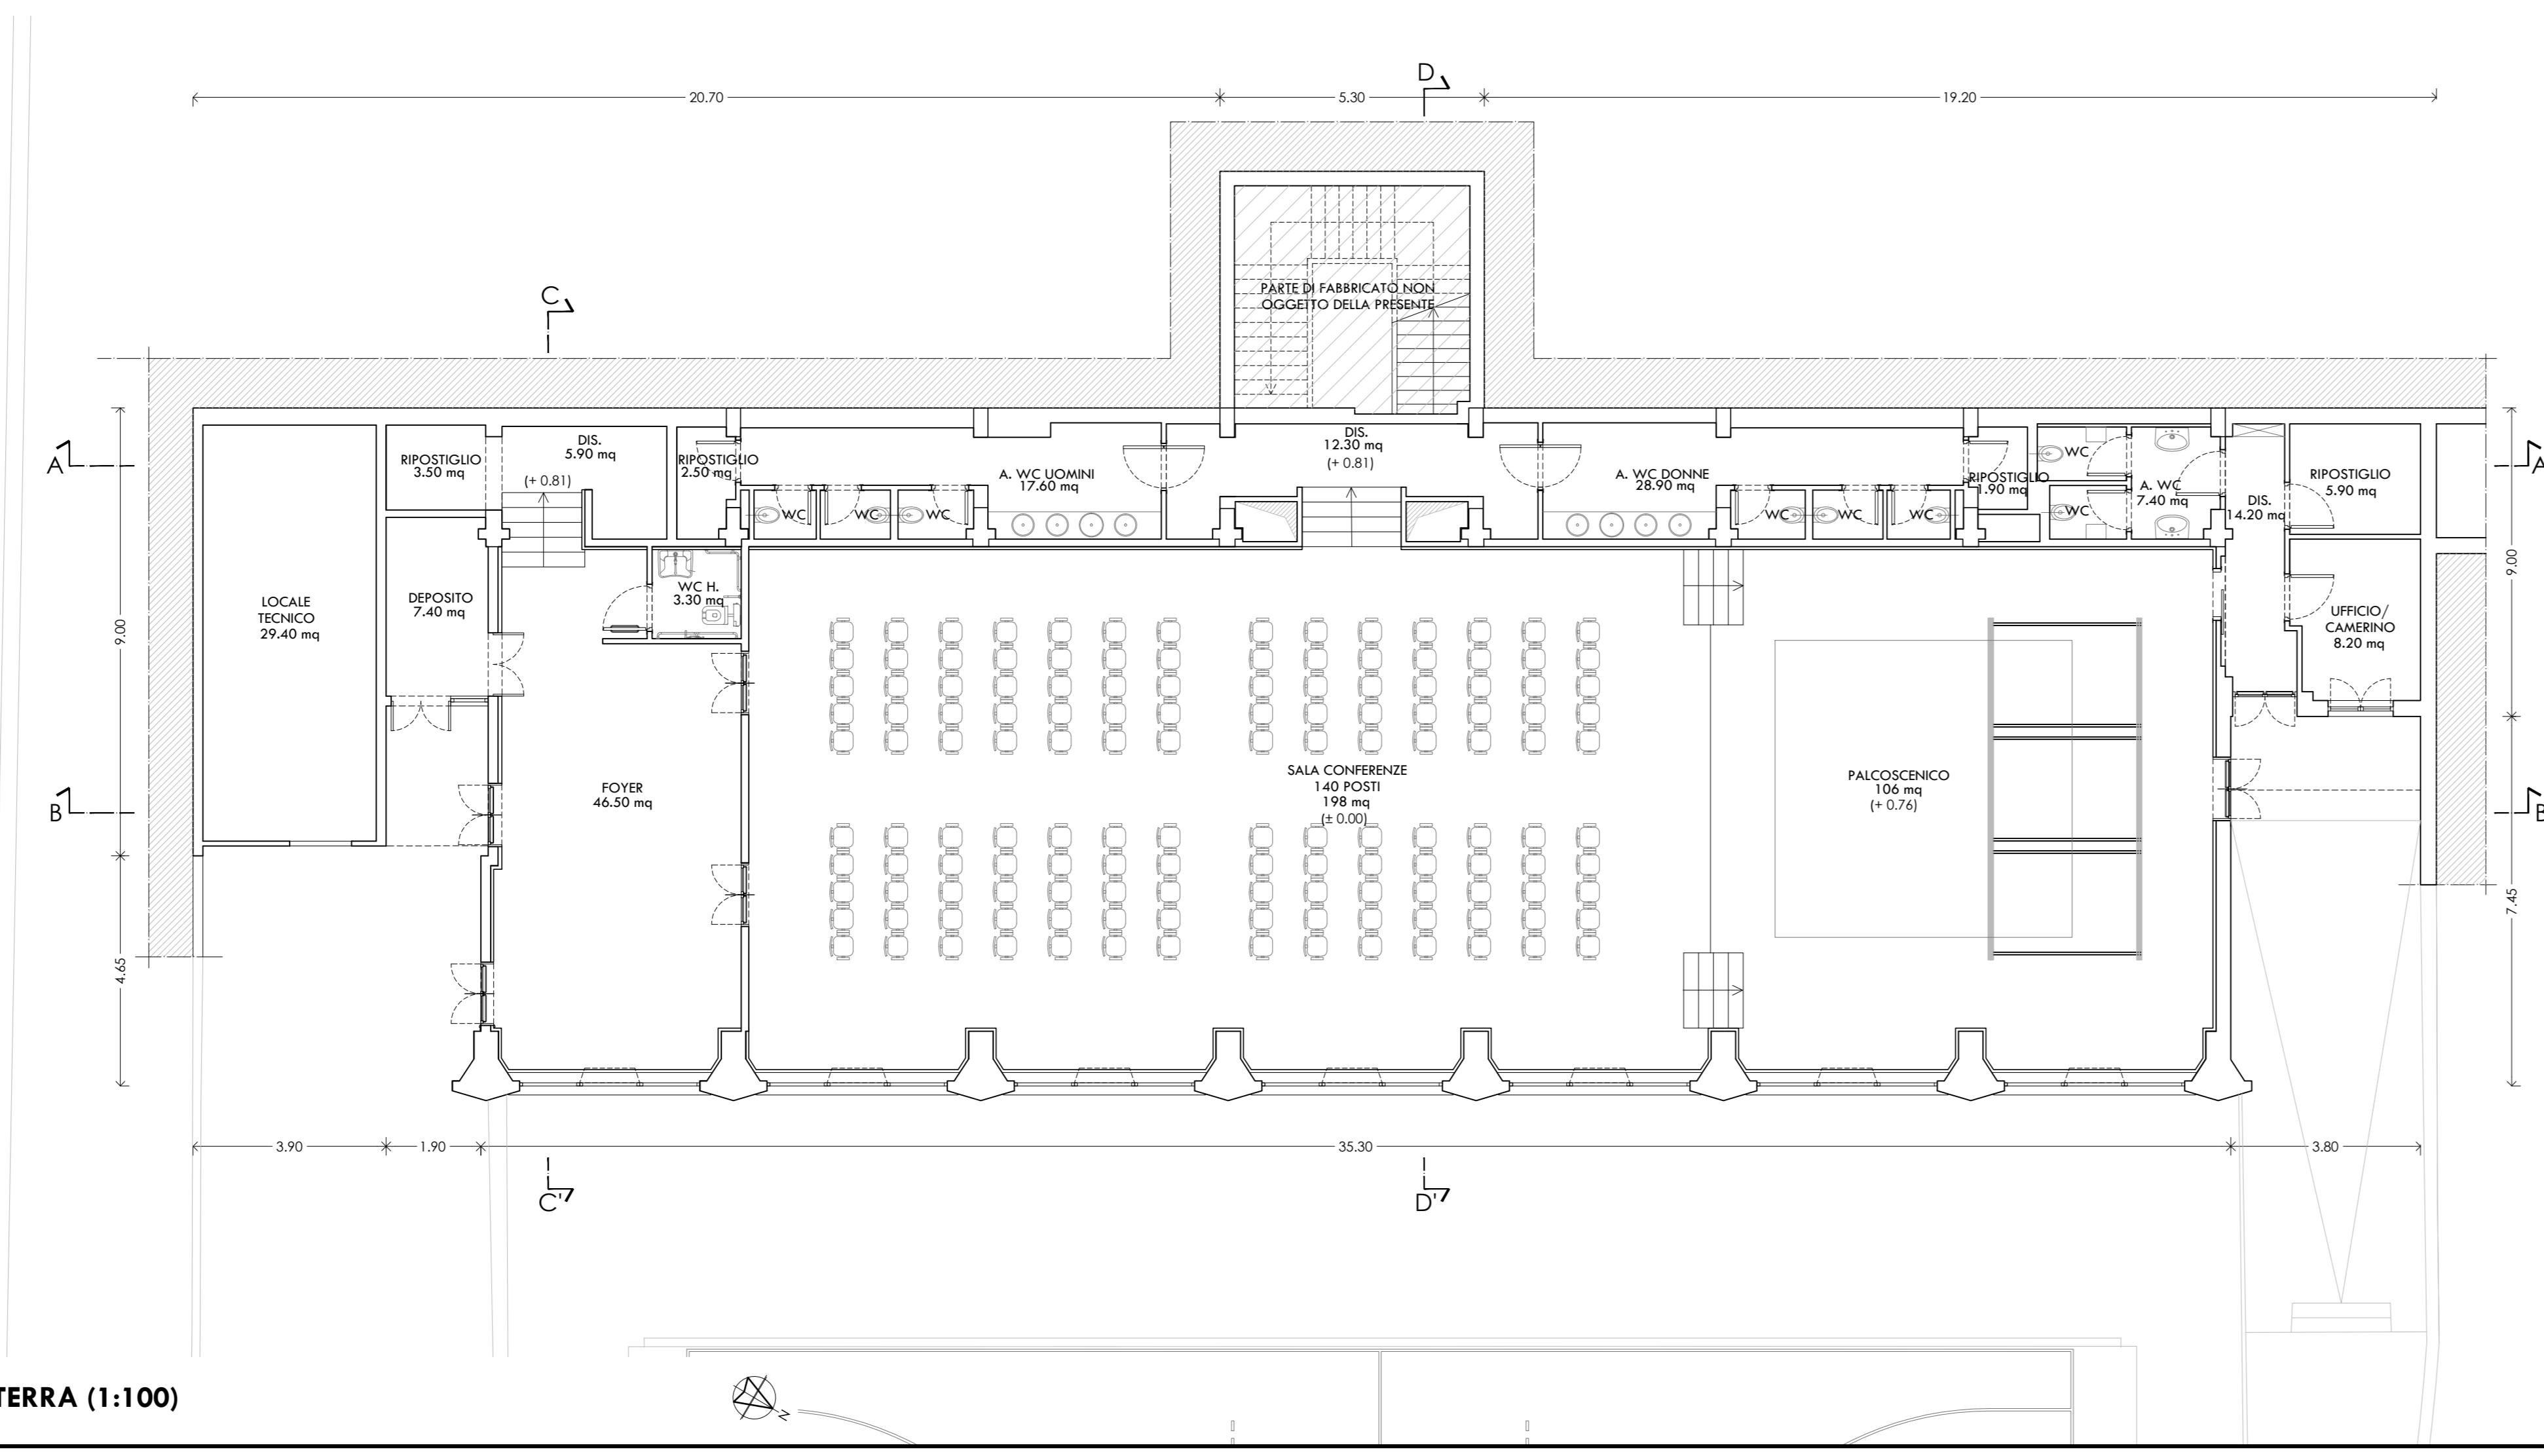 D
20.70
5.30
19.20
PARTE DI FABBRICATO NON
OGGETTO DELLA PRESENTE
C
A
A
RIPOSTIGLIO
3.50 mq
DIS.
5.90 mq
(+ 0.81)
RIPOSTIGLIO
2.50 mq
A. WC UOMINI
17.60 mq
WC
WC
WC
DIS.
12.30 mq
(+ 0.81)
A. WC DONNE
28.90 mq
WC
WC
WC
RIPOSTIGLIO
1.90 mq
WC
WC
A. WC
7.40 mq
DIS.
14.20 mq
RIPOSTIGLIO
5.90 mq
9.00
9.00
LOCALE
TECNICO
29.40 mq
DEPOSITO
7.40 mq
WC H.
3.30 mq
UFFICIO/
CAMERINO
8.20 mq
B
B
FOYER
46.50 mq
SALA CONFERENZE
140 POSTI
198 mq
(± 0.00)
PALCOSCENICO
106 mq
(+ 0.76)
4.65
7.45
3.90
1.90
35.30
3.80
C'
D'
TERRA (1:100)
N